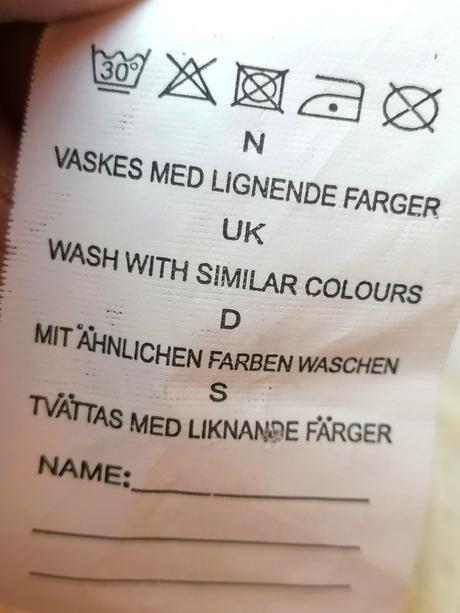 30°
N
VASKES MED LIGNENDE FARGER
UK
WASH WITH SIMILAR COLOURS
D
MIT ÄHNLICHEN FARBEN WASCHEN
S
TVÄTTAS MED LIKNANDE FÄRGER
NAME: